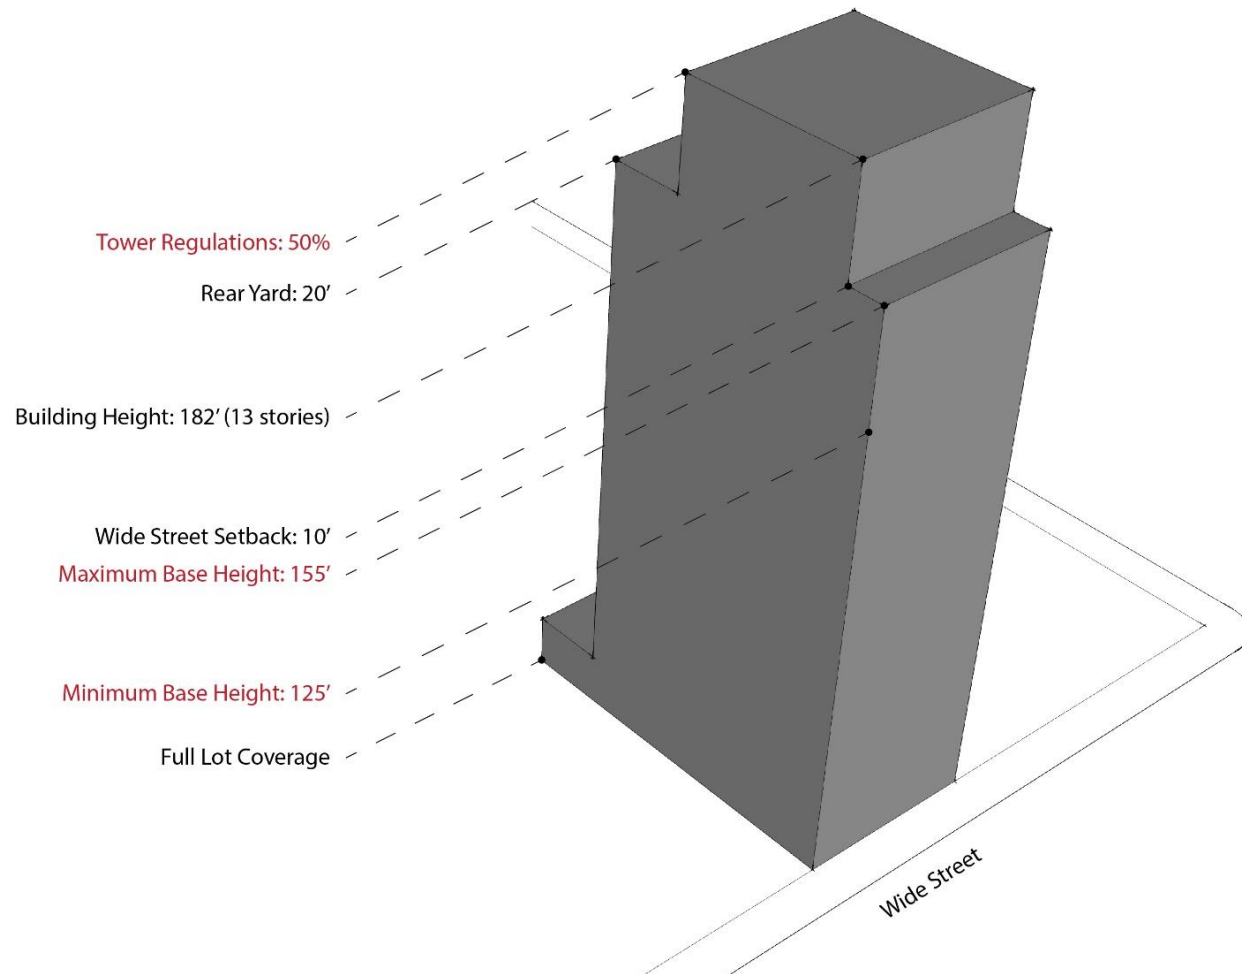 Tower Regulations: 50%
Rear Yard: 20’
Building Height: 182’ (13 stories)
Wide Street Setback: 10’
Maximum Base Height: 155’
Minimum Base Height: 125’
Full Lot Coverage
Wide Street